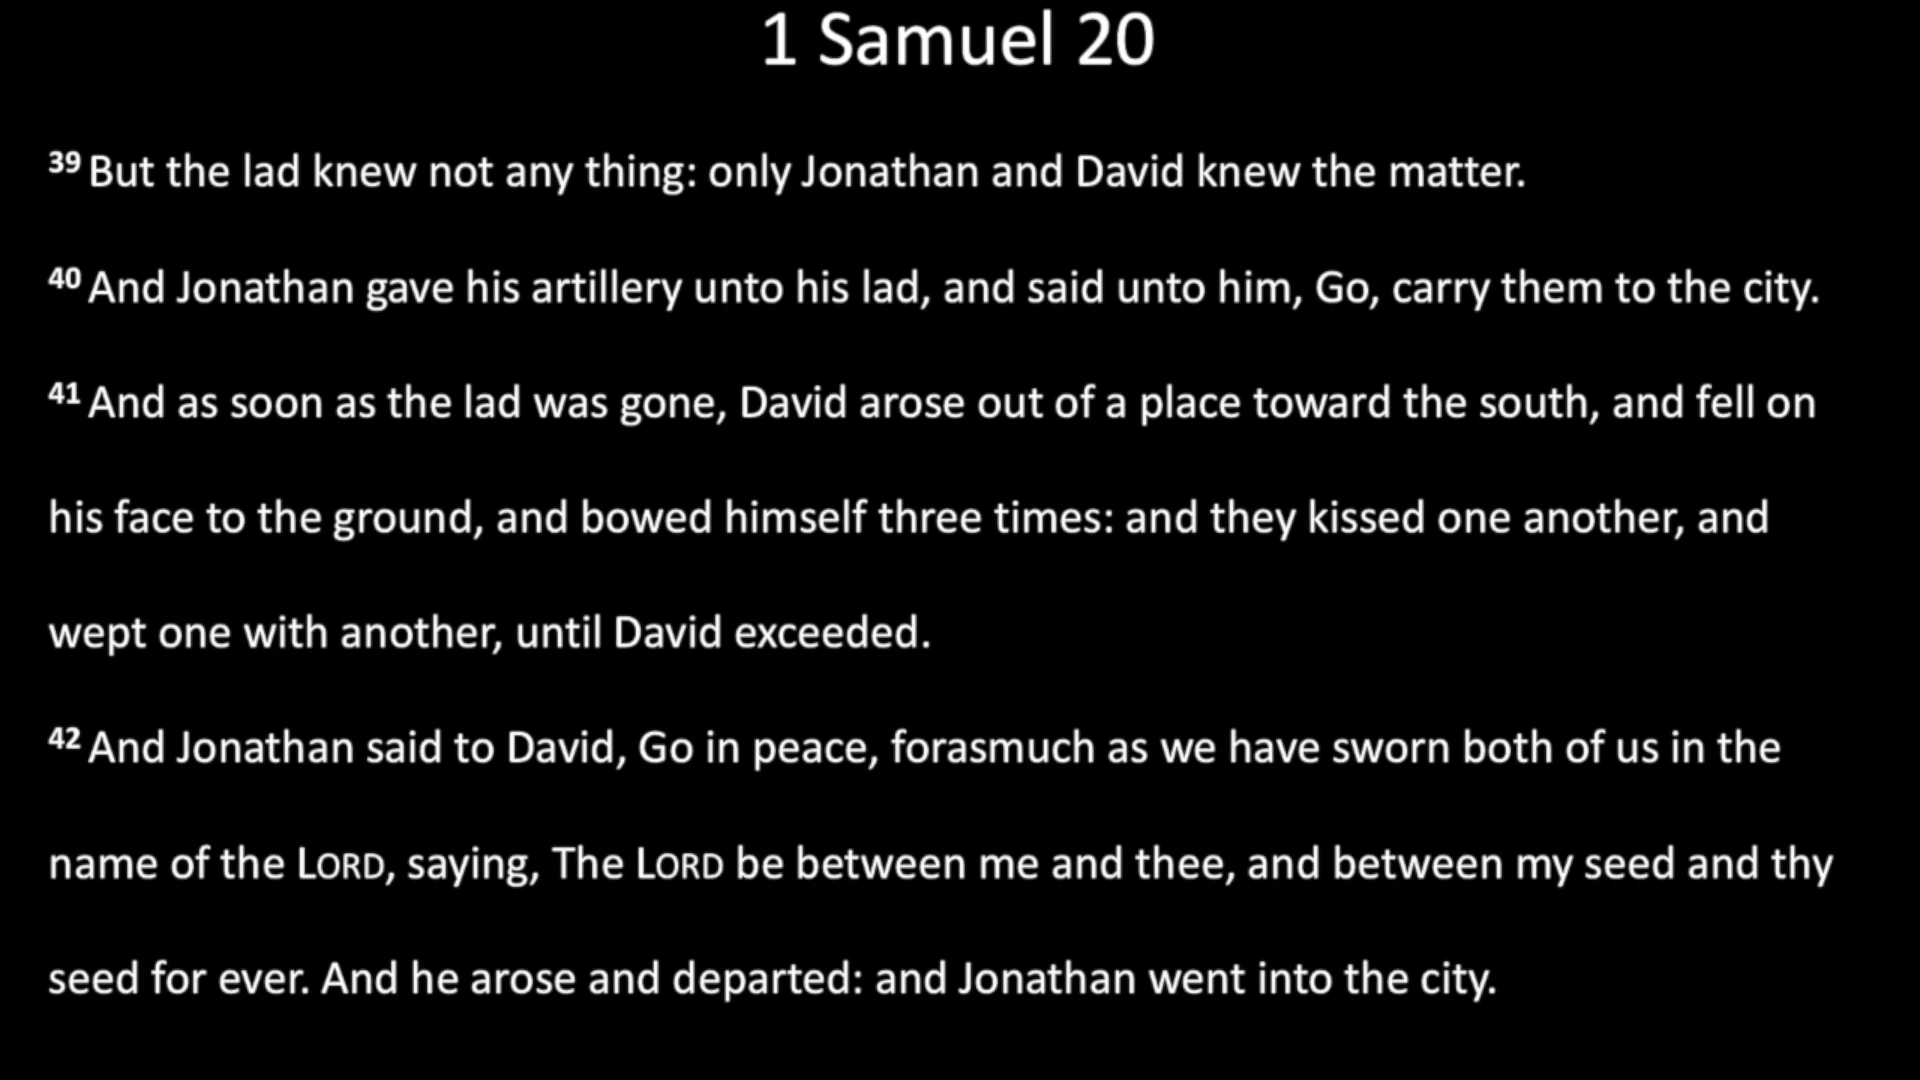 1 Samuel 20
39 But the lad knew not any thing: only Jonathan and David knew the matter.
40 And Jonathan gave his artillery unto his lad, and said unto him, Go, carry them to the city.
41 And as soon as the lad was gone, David arose out of a place toward the south, and fell on
his face to the ground, and bowed himself three times: and they kissed one another, and
wept one with another, until David exceeded.
42 And Jonathan said to David, Go in peace, forasmuch as we have sworn both of us in the
name of the LORD, saying, The LORD be between me and thee, and between my seed and thy
seed for ever. And he arose and departed: and Jonathan went into the city.